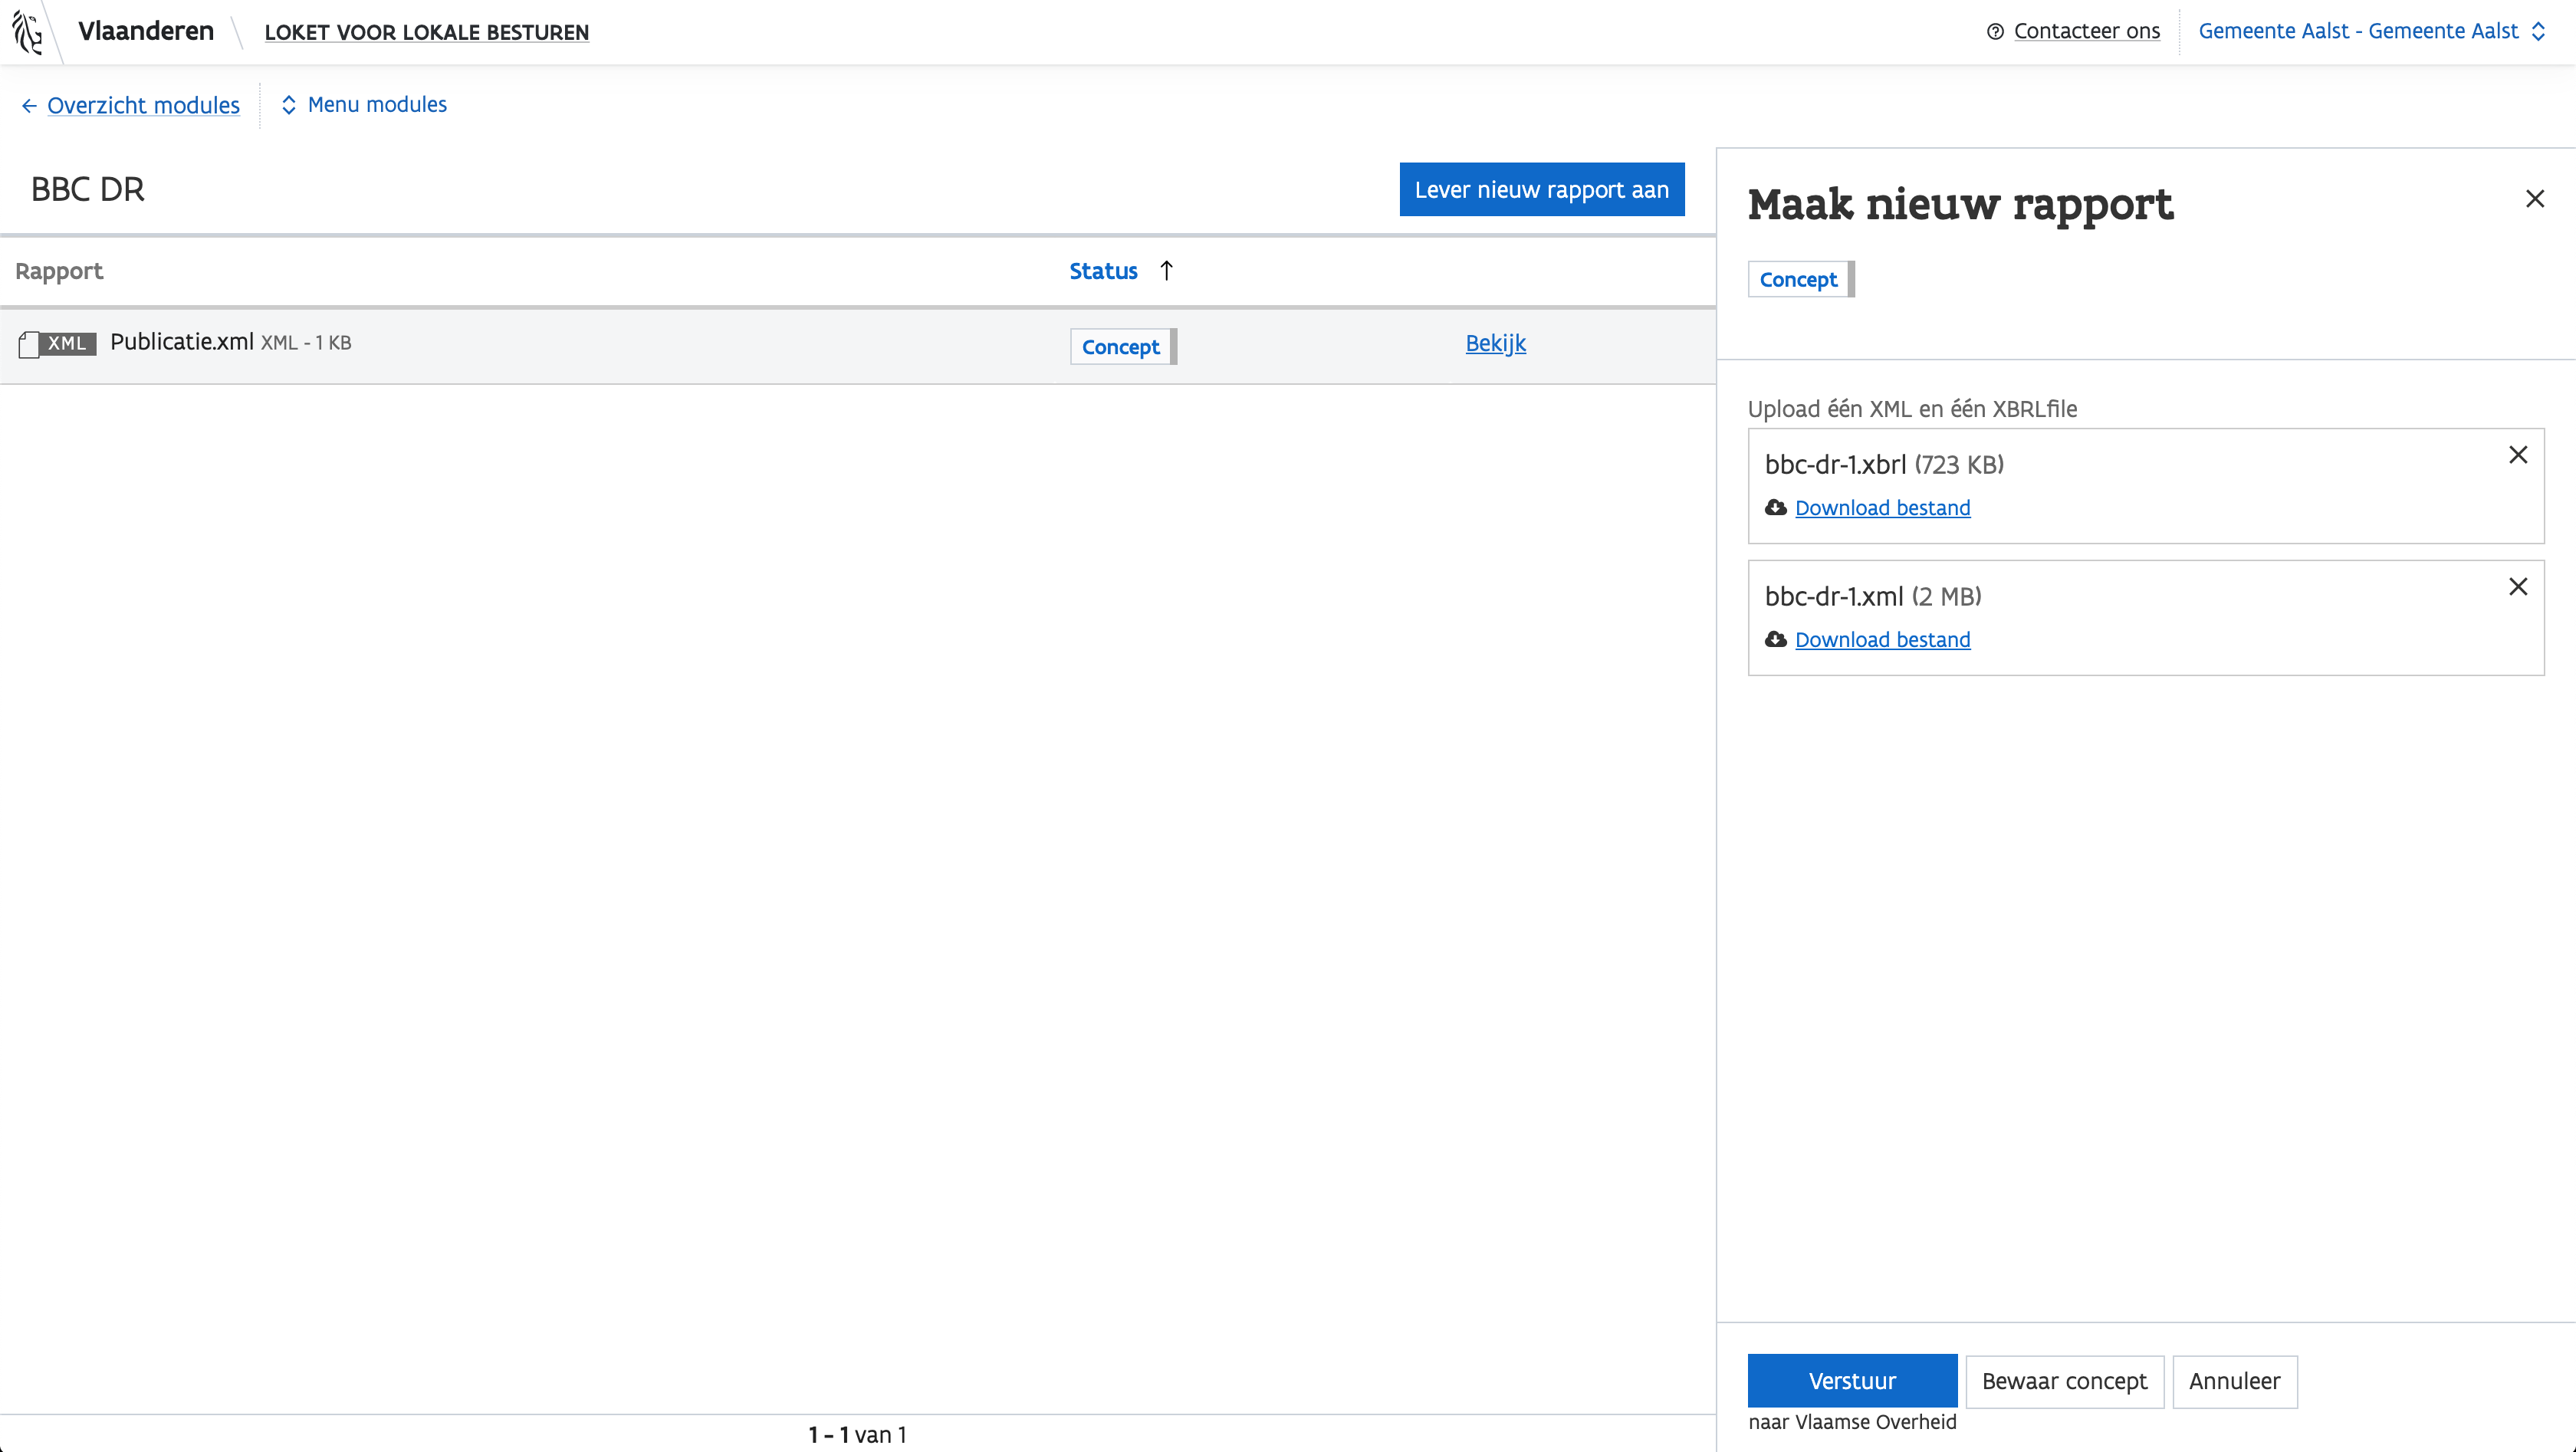 Vlaanderen
LOKET VOOR LOKALE BESTUREN
Contacteer ons
Gemeente Aalst - Gemeente Aalst
Overzicht modules
Menu modules
BBC DR
Lever nieuw rapport aan
Rapport
Status
XML Publicatie.xml XML - 1 KB
Concept
Bekijk
1 - 1 van 1
Maak nieuw rapport
Concept
Upload één XML en één XBRLfile
bbc-dr-1.xbrl (723 KB)
Download bestand
bbc-dr-1.xml (2 MB)
Download bestand
Verstuur
Bewaar concept
Annuleer
naar Vlaamse Overheid